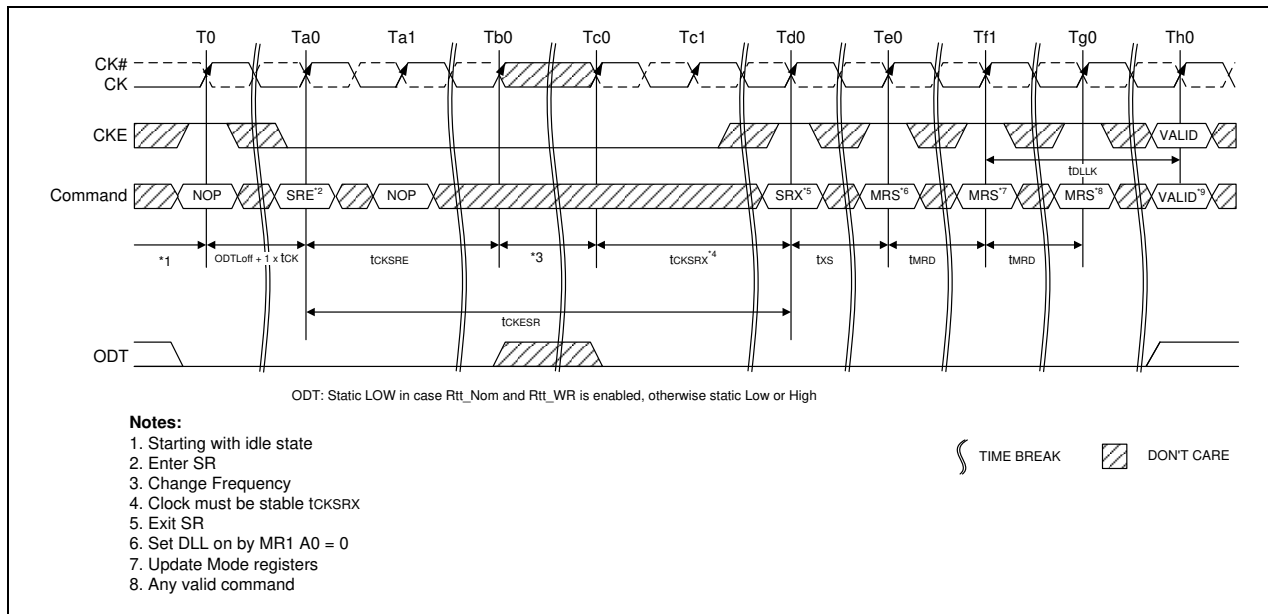 T0 Ta0 Ta1 Tb0 Tc0 Tc1 Td0 Te0 Tf1 Tg0 Th0
CK#
CK
CKE
VALID
tDLLK
Command
NOP SRE*2 NOP SRX*5 MRS*6 MRS*7 MRS*8 VALID*9
*1 ODTLoff + 1 x tCK tCKSRE *3 tCKSRX*4 tXS tMRD tMRD
tCKESR
ODT
ODT: Static LOW in case Rtt_Nom and Rtt_WR is enabled, otherwise static Low or High
Notes:
1. Starting with idle state
2. Enter SR
3. Change Frequency
4. Clock must be stable tCKSRX
5. Exit SR
6. Set DLL on by MR1 A0 = 0
7. Update Mode registers
8. Any valid command
TIME BREAK
DON'T CARE